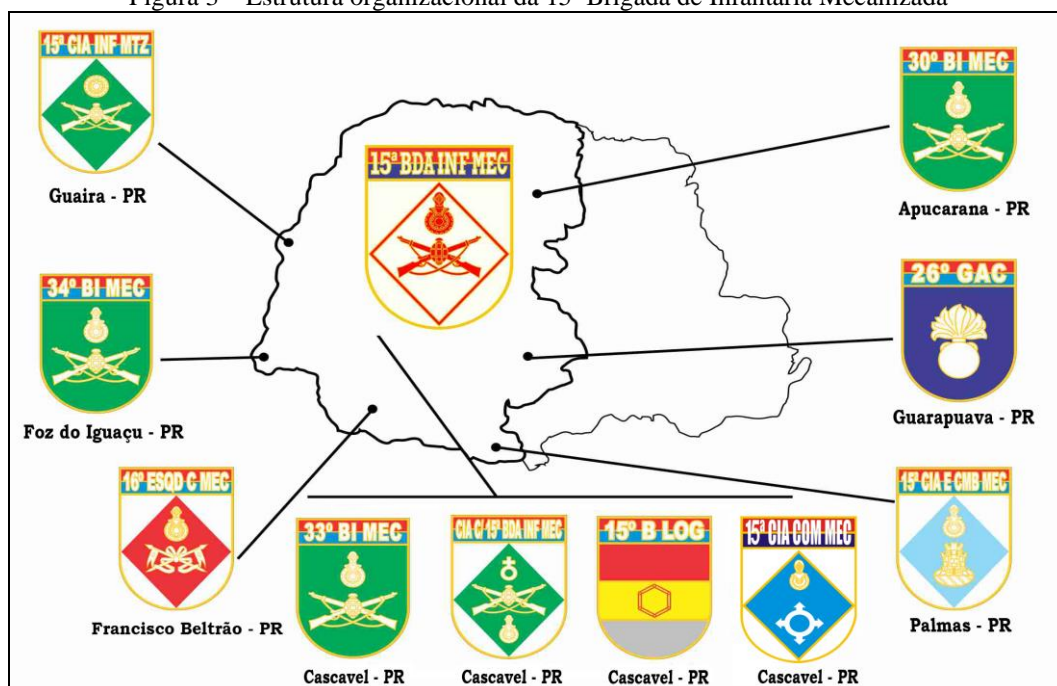 Figura 3 – Estrutura organizacional da 15ª Brigada de Infantaria Mecanizada
15ª CIA INF MTZ
Guaira - PR
34º BI MEC
Foz do Iguaçu - PR
16º ESQD C MEC
Francisco Beltrão - PR
15ª BDA INF MEC
30º BI MEC
Apucarana - PR
26º GAC
Guarapuava - PR
15ª CIA E CMB MEC
Palmas - PR
33º BI MEC
Cascavel - PR
CIA C/ 15ª BDA INF MEC
Cascavel - PR
15º B LOG
Cascavel - PR
15ª CIA COM MEC
Cascavel - PR